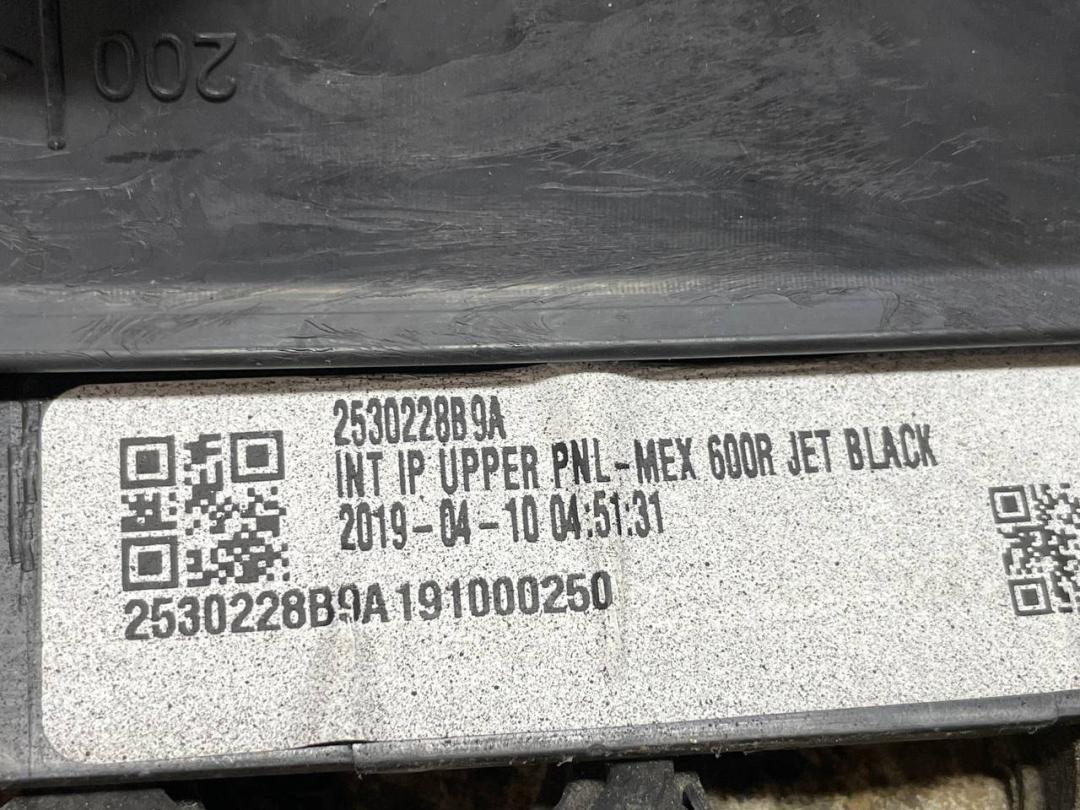 200
2530228B9A
INT IP UPPER PNL-MEX 600R JET BLACK
2019-04-10 04:51:31
2530228B9A191000250